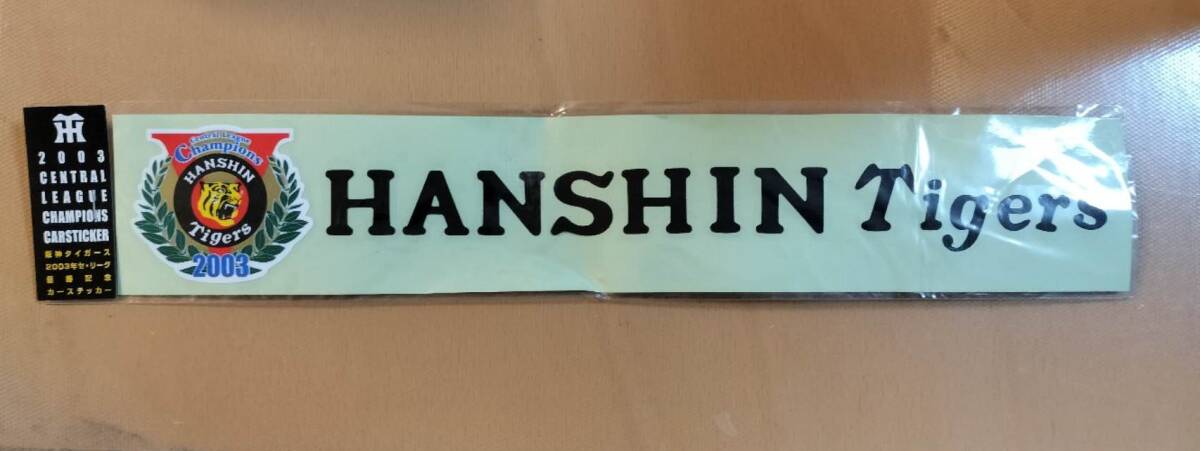 2003
CENTRAL
LEAGUE
CHAMPIONS
CARSTICKER
阪神タイガース
2003年セ・リーグ
優勝記念
カーステッカー
Central League
Champions
HANSHIN
Tigers
2003
HANSHIN Tigers